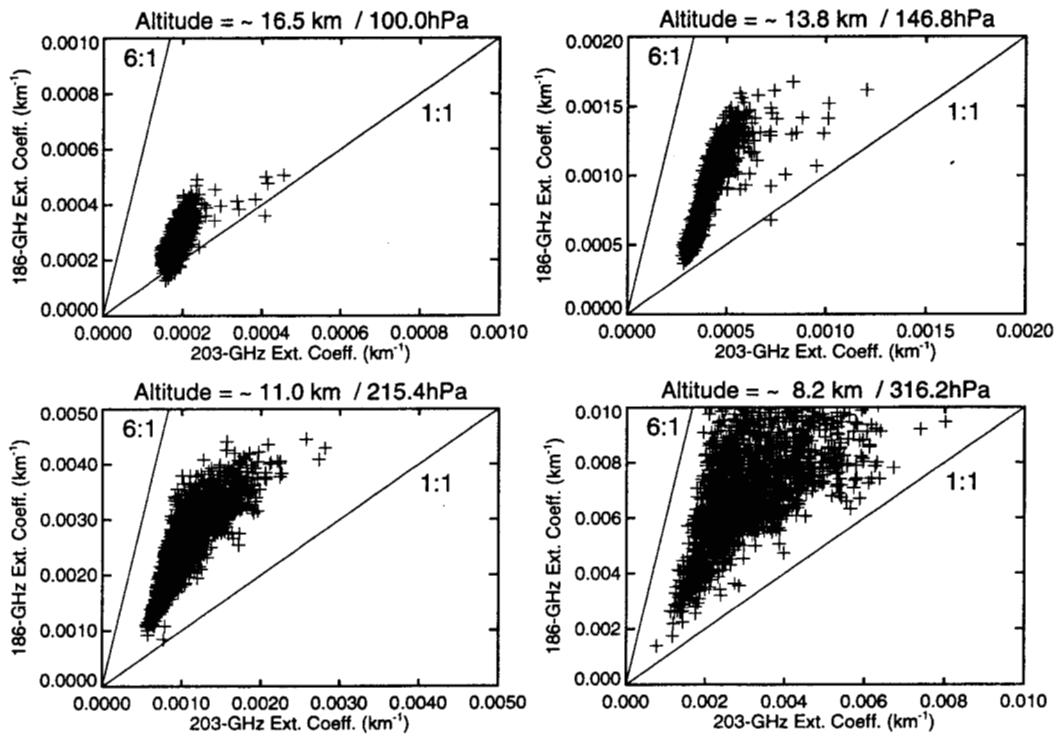 Altitude = ~ 16.5 km / 100.0hPa
0.0010
0.0008
0.0006
0.0004
0.0002
0.0000
186-GHz Ext. Coeff. (km⁻¹)
6:1
1:1
0.0000 0.0002 0.0004 0.0006 0.0008 0.0010
203-GHz Ext. Coeff. (km⁻¹)
Altitude = ~ 13.8 km / 146.8hPa
0.0020
0.0015
0.0010
0.0005
0.0000
186-GHz Ext. Coeff. (km⁻¹)
6:1
1:1
0.0000 0.0005 0.0010 0.0015 0.0020
203-GHz Ext. Coeff. (km⁻¹)
Altitude = ~ 11.0 km / 215.4hPa
0.0050
0.0040
0.0030
0.0020
0.0010
0.0000
186-GHz Ext. Coeff. (km⁻¹)
6:1
1:1
0.0000 0.0010 0.0020 0.0030 0.0040 0.0050
203-GHz Ext. Coeff. (km⁻¹)
Altitude = ~ 8.2 km / 316.2hPa
0.010
0.008
0.006
0.004
0.002
0.000
186-GHz Ext. Coeff. (km⁻¹)
6:1
1:1
0.000 0.002 0.004 0.006 0.008 0.010
203-GHz Ext. Coeff. (km⁻¹)